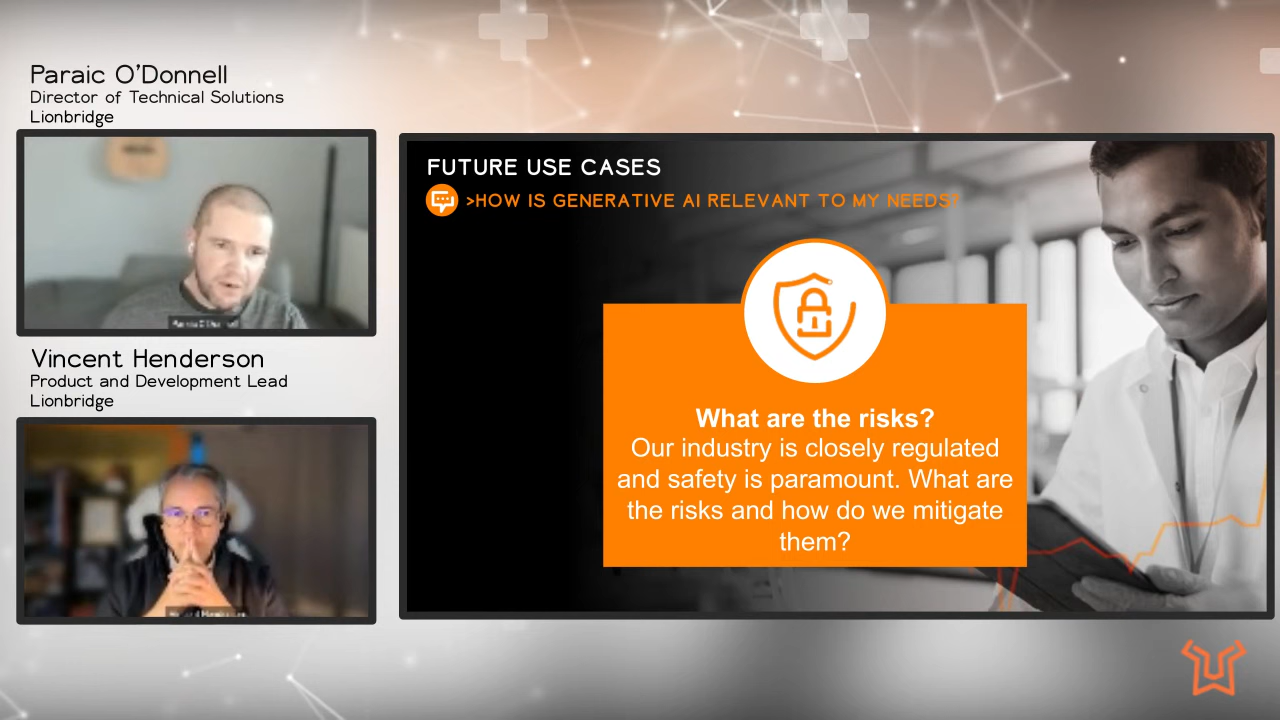 Paraic O'Donnell
Director of Technical Solutions
Lionbridge
Vincent Henderson
Product and Development Lead
Lionbridge
FUTURE USE CASES
>HOW IS GENERATIVE AI RELEVANT TO MY NEEDS?
What are the risks?
Our industry is closely regulated
and safety is paramount. What are
the risks and how do we mitigate
them?